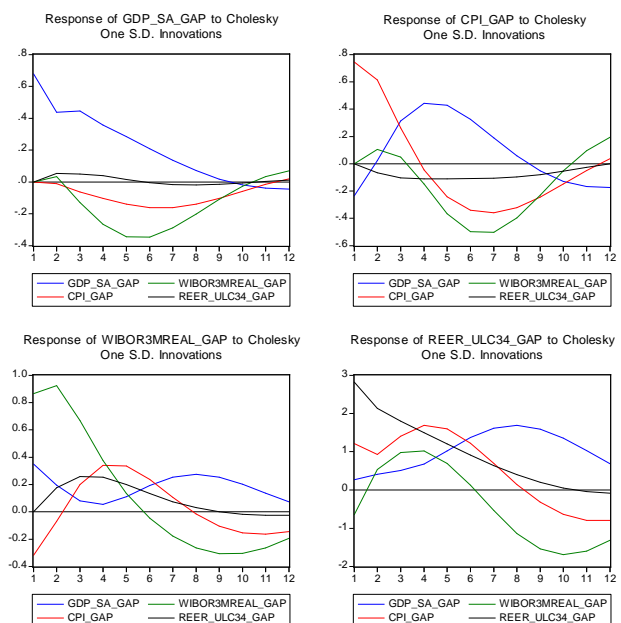 Response of GDP_SA_GAP to Cholesky
One S.D. Innovations
.8
.6
.4
.2
.0
-.2
-.4
1 2 3 4 5 6 7 8 9 10 11 12
GDP_SA_GAP WIBOR3MREAL_GAP
CPI_GAP REER_ULC34_GAP
Response of CPI_GAP to Cholesky
One S.D. Innovations
.8
.6
.4
.2
.0
-.2
-.4
-.6
1 2 3 4 5 6 7 8 9 10 11 12
GDP_SA_GAP WIBOR3MREAL_GAP
CPI_GAP REER_ULC34_GAP
Response of WIBOR3MREAL_GAP to Cholesky
One S.D. Innovations
1.0
0.8
0.6
0.4
0.2
0.0
-0.2
-0.4
1 2 3 4 5 6 7 8 9 10 11 12
GDP_SA_GAP WIBOR3MREAL_GAP
CPI_GAP REER_ULC34_GAP
Response of REER_ULC34_GAP to Cholesky
One S.D. Innovations
3
2
1
0
-1
-2
1 2 3 4 5 6 7 8 9 10 11 12
GDP_SA_GAP WIBOR3MREAL_GAP
CPI_GAP REER_ULC34_GAP